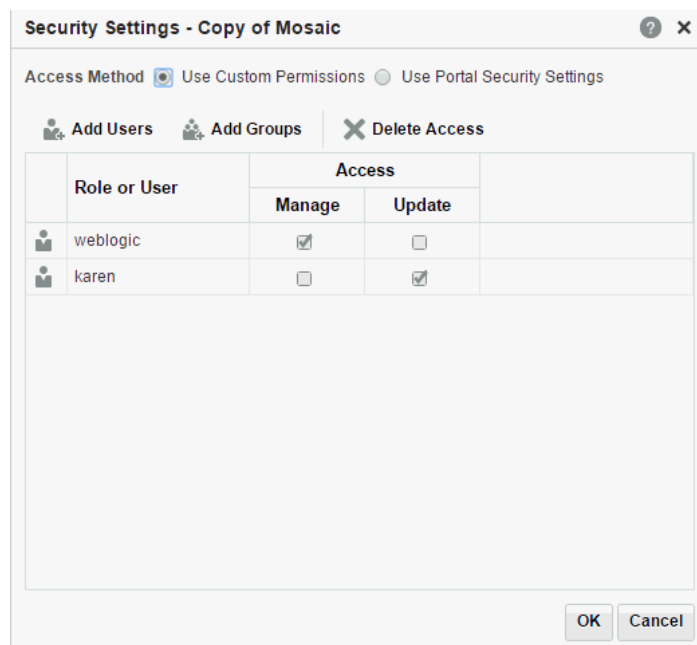 Security Settings - Copy of Mosaic
Access Method Use Custom Permissions Use Portal Security Settings
Add Users Add Groups Delete Access
Role or User Access
Manage Update
weblogic
karen
OK Cancel